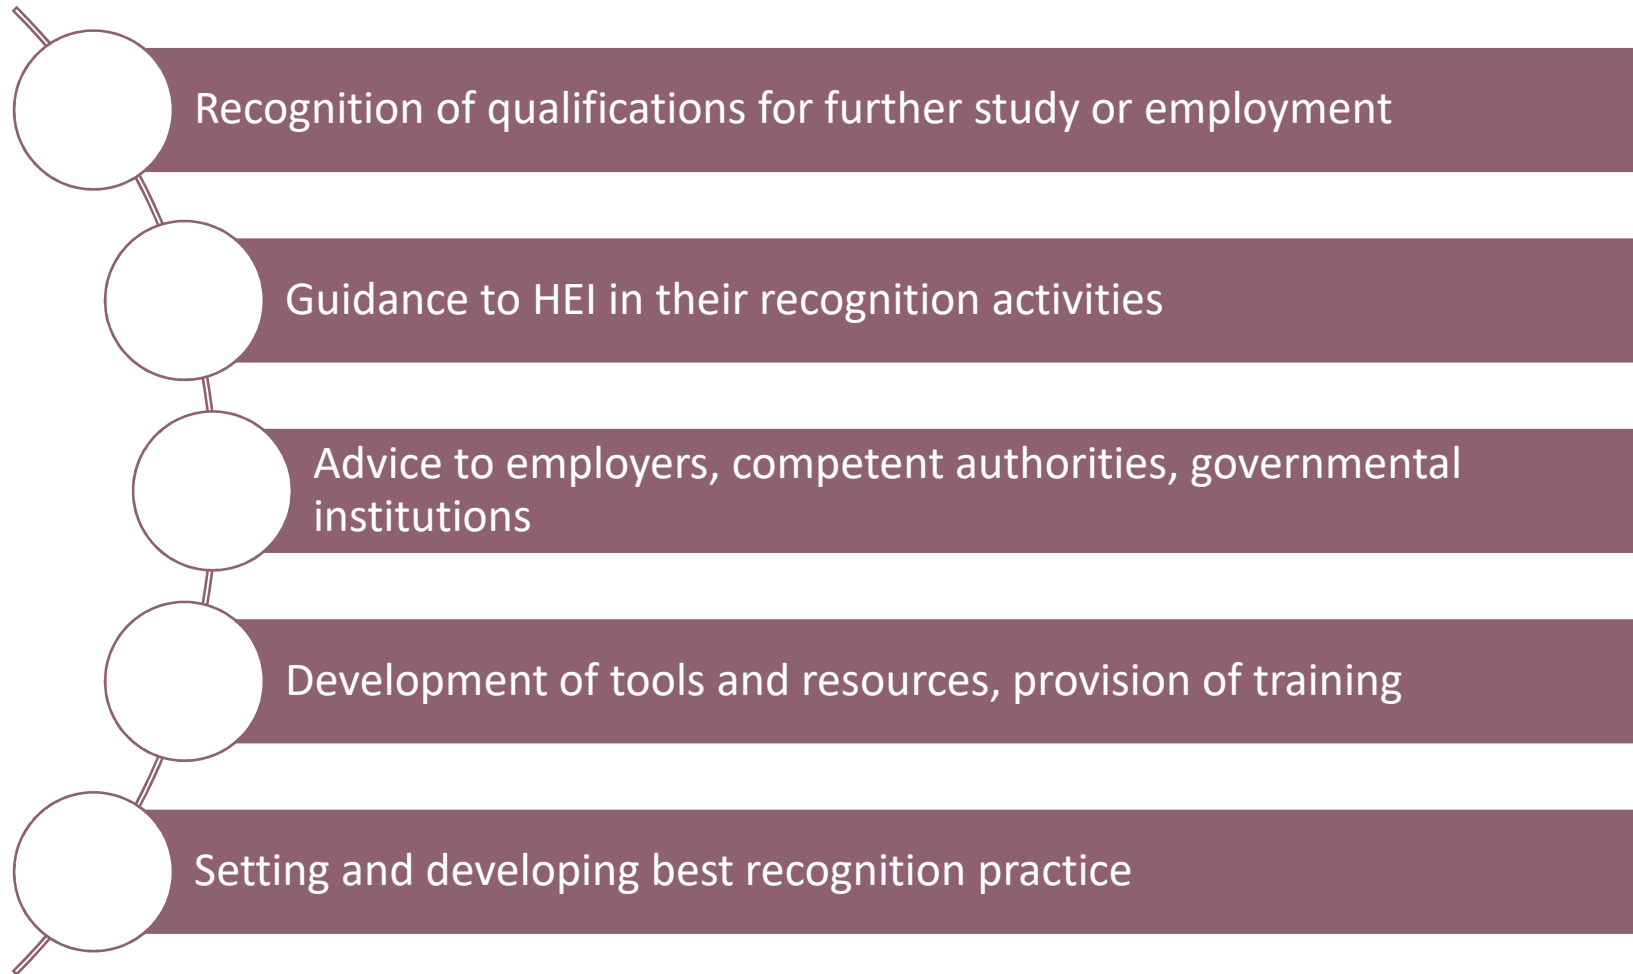 Recognition of qualifications for further study or employment
Guidance to HEI in their recognition activities
Advice to employers, competent authorities, governmental
institutions
Development of tools and resources, provision of training
Setting and developing best recognition practice